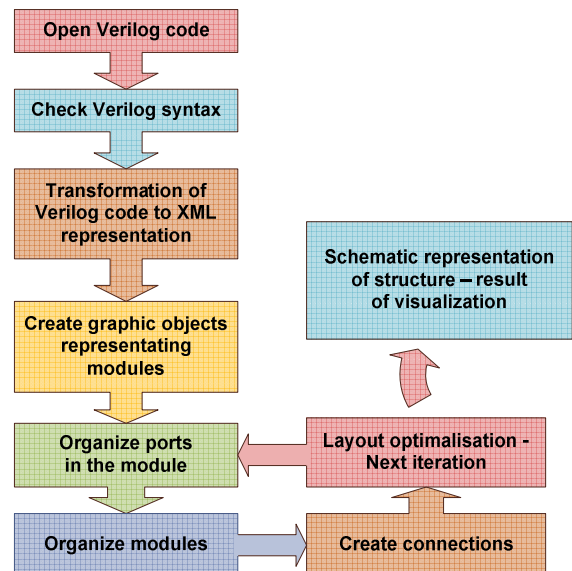 Open Verilog code
Check Verilog syntax
Transformation of
Verilog code to XML
representation
Create graphic objects
representating
modules
Organize ports
in the module
Organize modules
Create connections
Layout optimalisation -
Next iteration
Schematic representation
of structure – result
of visualization